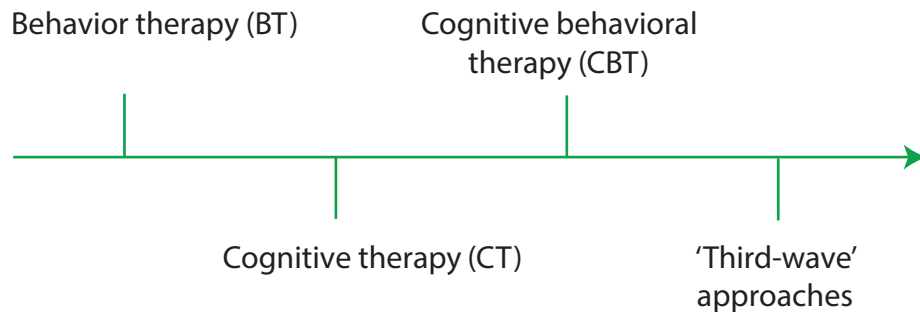 Behavior therapy (BT)
Cognitive behavioral
therapy (CBT)
Cognitive therapy (CT)
‘Third-wave’
approaches